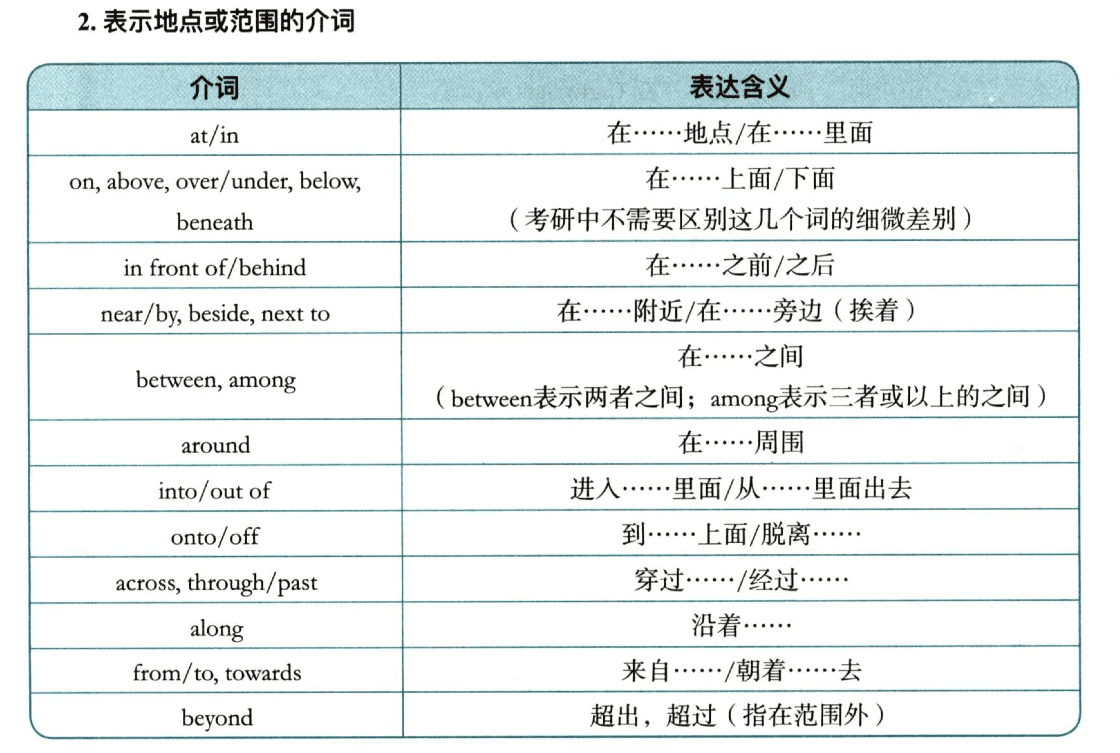 2. 表示地点或范围的介词
介词 表达含义
at/in 在……地点/在……里面
on, above, over/under, below,
beneath
在……上面/下面
（考研中不需要区别这几个词的细微差别）
in front of/behind 在……之前/之后
near/by, beside, next to 在……附近/在……旁边（挨着）
between, among
在……之间
（between表示两者之间；among表示三者或以上的之间）
around 在……周围
into/out of 进入……里面/从……里面出去
onto/off 到……上面/脱离……
across, through/past 穿过……/经过……
along 沿着……
from/to, towards 来自……/朝着……去
beyond 超出，超过（指在范围外）